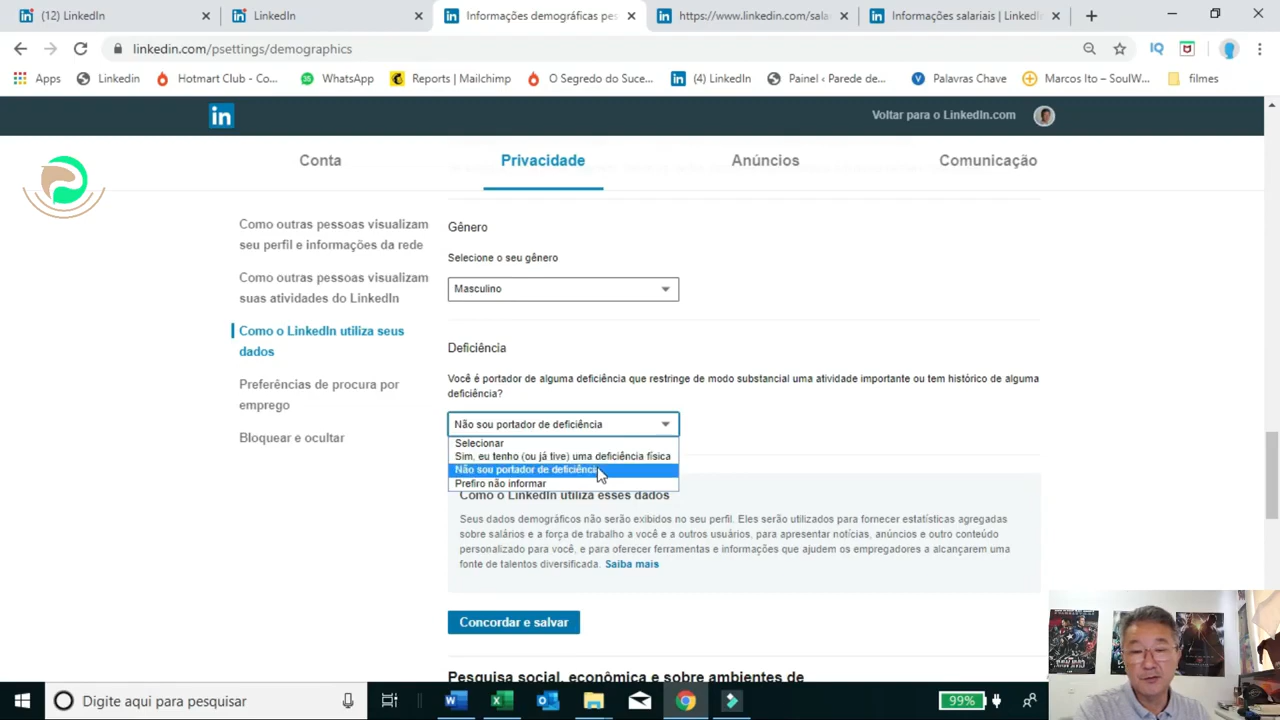 (12) LinkedIn
LinkedIn
Informações demográficas pes
https://www.linkedin.com/sala
Informações salariais | LinkedIn
linkedin.com/psettings/demographics
Apps
Linkedin
Hotmart Club - Co...
WhatsApp
Reports | Mailchimp
O Segredo do Suce...
(4) LinkedIn
Painel ‹ Parede de...
Palavras Chave
Marcos Ito – SoulW...
filmes
in
Voltar para o LinkedIn.com
Conta
Privacidade
Anúncios
Comunicação
Como outras pessoas visualizam
seu perfil e informações da rede
Como outras pessoas visualizam
suas atividades do LinkedIn
Como o LinkedIn utiliza seus
dados
Preferências de procura por
emprego
Bloquear e ocultar
Gênero
Selecione o seu gênero
Masculino
Deficiência
Você é portador de alguma deficiência que restringe de modo substancial uma atividade importante ou tem histórico de alguma
deficiência?
Não sou portador de deficiência
Selecionar
Sim, eu tenho (ou já tive) uma deficiência física
Não sou portador de deficiência
Prefiro não informar
Como o LinkedIn utiliza esses dados
Seus dados demográficos não serão exibidos no seu perfil. Eles serão utilizados para fornecer estatísticas agregadas
sobre salários e a força de trabalho a você e a outros usuários, para apresentar notícias, anúncios e outro conteúdo
personalizado para você, e para oferecer ferramentas e informações que ajudem os empregadores a alcançarem uma
fonte de talentos diversificada. Saiba mais
Concordar e salvar
Pesquisa social, econômica e sobre ambientes de
Digite aqui para pesquisar
99%